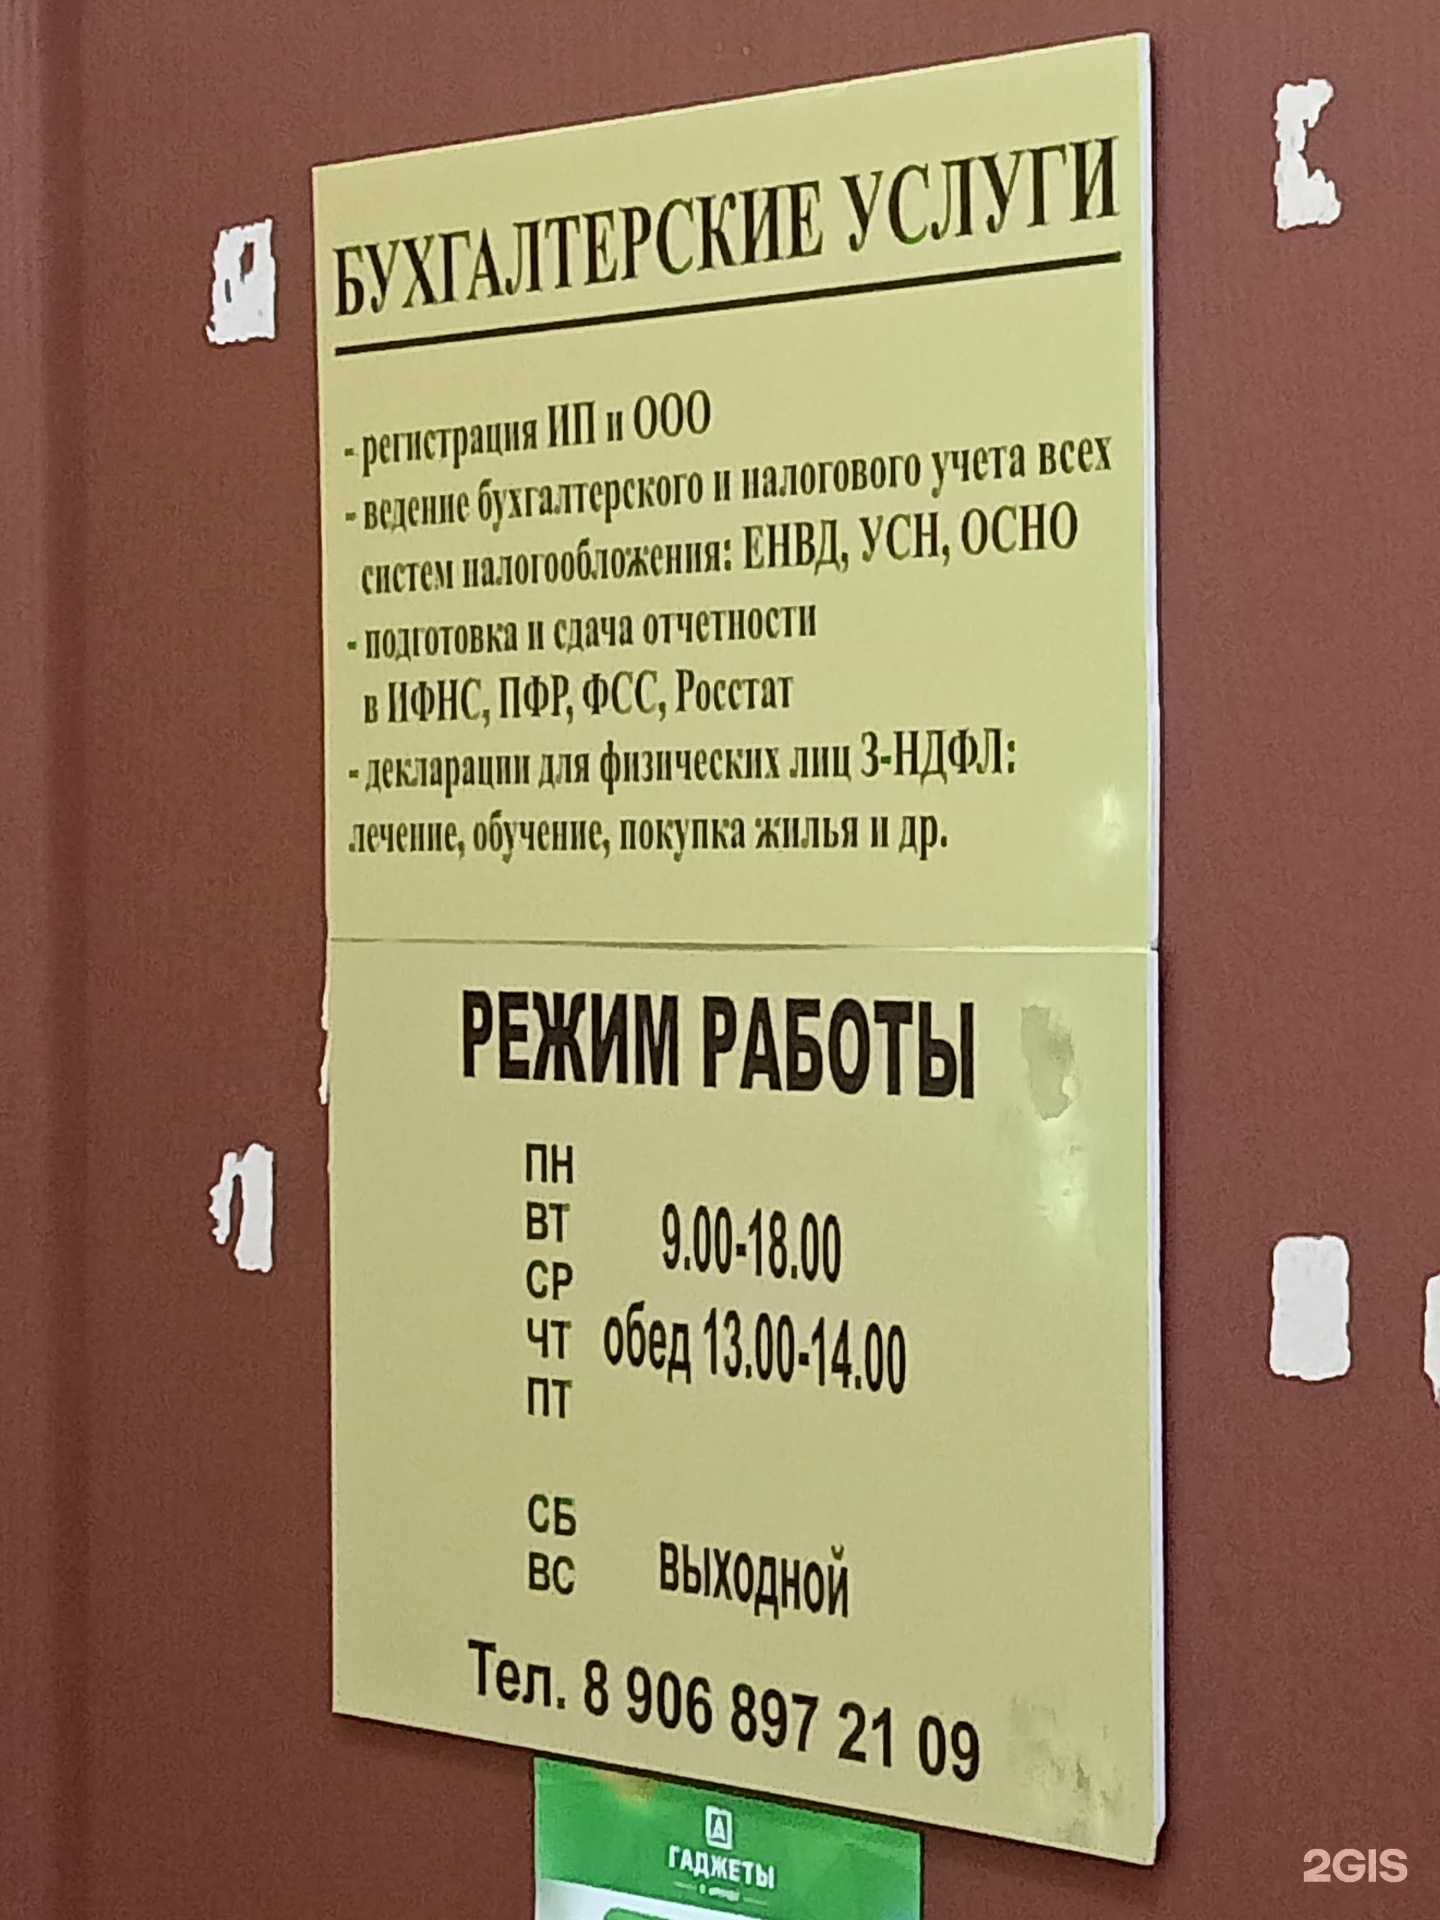 БУХГАЛТЕРСКИЕ УСЛУГИ
- регистрация ИП и ООО
- ведение бухгалтерского и налогового учета всех
систем налогообложения: ЕНВД, УСН, ОСНО
- подготовка и сдача отчетности
в ИФНС, ПФР, ФСС, Росстат
- декларации для физических лиц 3-НДФЛ:
лечение, обучение, покупка жилья и др.
РЕЖИМ РАБОТЫ
ПН
ВТ
СР
ЧТ
ПТ
9.00-18.00
обед 13.00-14.00
СБ
ВС
ВЫХОДНОЙ
Тел. 8 906 897 21 09
ГАДЖЕТЫ
2GIS